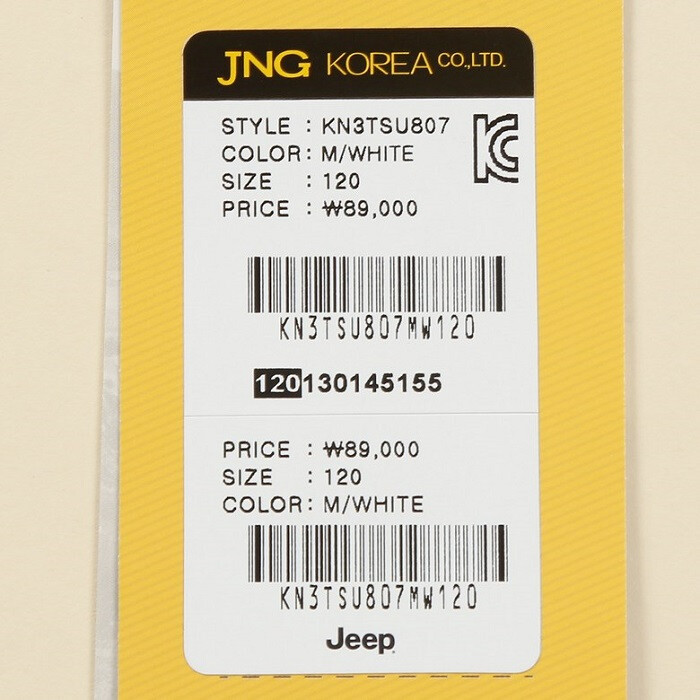 JNG KOREA CO.,LTD.
STYLE : KN3TSU807
COLOR: M/WHITE
SIZE : 120
PRICE : ₩89,000
KC
KN3TSU807MW120
120130145155
PRICE : ₩89,000
SIZE : 120
COLOR: M/WHITE
KN3TSU807MW120
Jeep